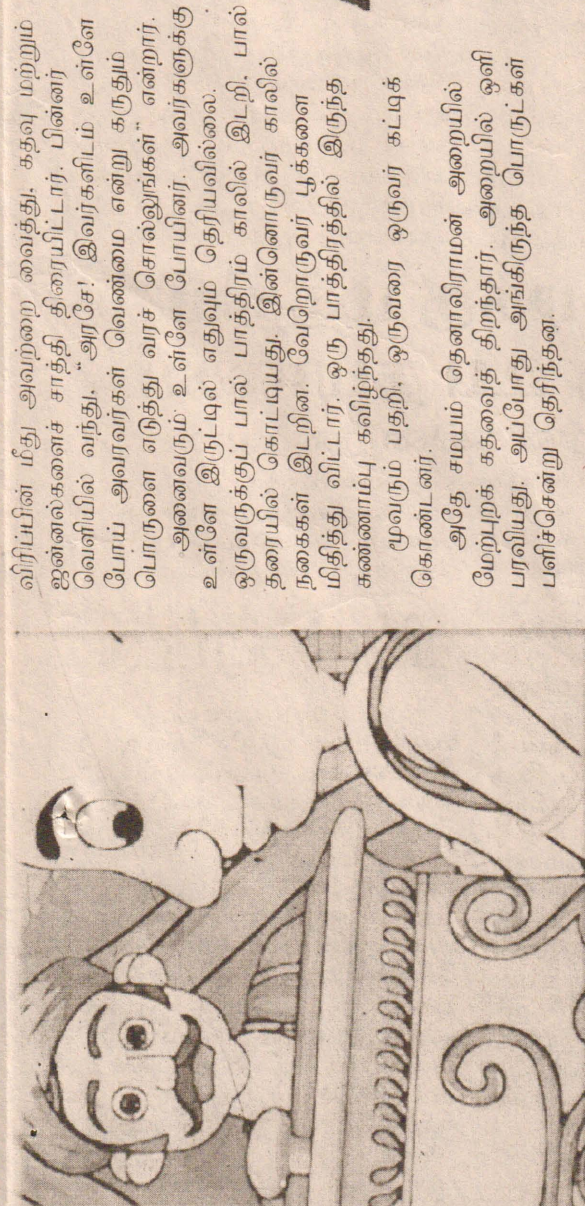 விரிப்பின் மீது அவற்றை வைத்து, கதவு மற்றும்
ஜன்னல்களைச் சாத்தி திரையிட்டார். பின்னர்
வெளியில் வந்து, "அரசே! இவர்களிடம் உள்ளே
போய் அவரவர்கள் வெண்மை என்று கருதும்
பொருளை எடுத்து வரச் சொல்லுங்கள்" என்றார்.
அனைவரும் உள்ளே போயினர். அவர்களுக்கு
உள்ளே இருட்டில் எதுவும் தெரியவில்லை.
ஒருவருக்குப் பால் பாத்திரம் காலில் இடறி, பால்
தரையில் கொட்டியது. இன்னொருவர் காலில்
நகைகள் இடறின. வேறொருவர் பூக்களை
மிதித்து விட்டார். ஒரு பாத்திரத்தில் இருந்த
சுண்ணாம்பு கவிழ்ந்தது.
மூவரும் பதறி, ஒருவரை ஒருவர் கட்டிக்
கொண்டனர்.
அதே சமயம் தெனாலிராமன் அறையில்
மேற்புறக் கதவைத் திறந்தார். அறையில் ஒளி
பரவியது. அப்போது அங்கிருந்த பொருட்கள்
பளிச்சென்று தெரிந்தன.